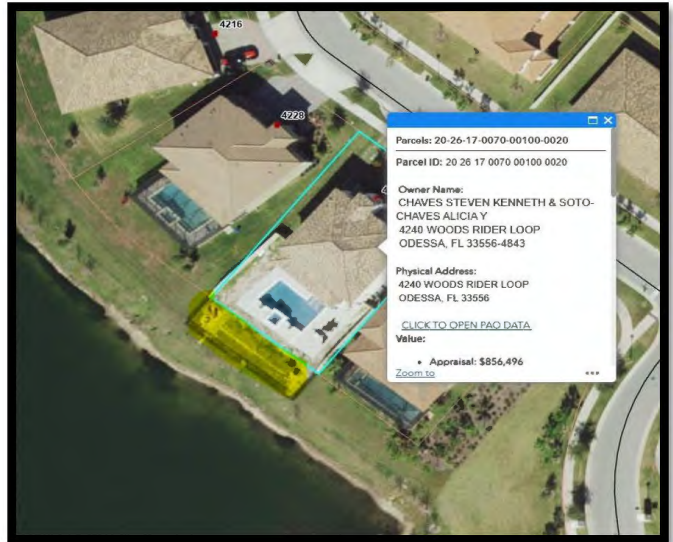 4216
4228
Parcels: 20-26-17-0070-00100-0020
Parcel ID: 20 26 17 0070 00100 0020
Owner Name:
CHAVES STEVEN KENNETH & SOTO-
CHAVES ALICIA Y
4240 WOODS RIDER LOOP
ODESSA, FL 33556-4843
Physical Address:
4240 WOODS RIDER LOOP
ODESSA, FL 33556
CLICK TO OPEN PAO DATA
Value:
• Appraisal: $856,496
Zoom to